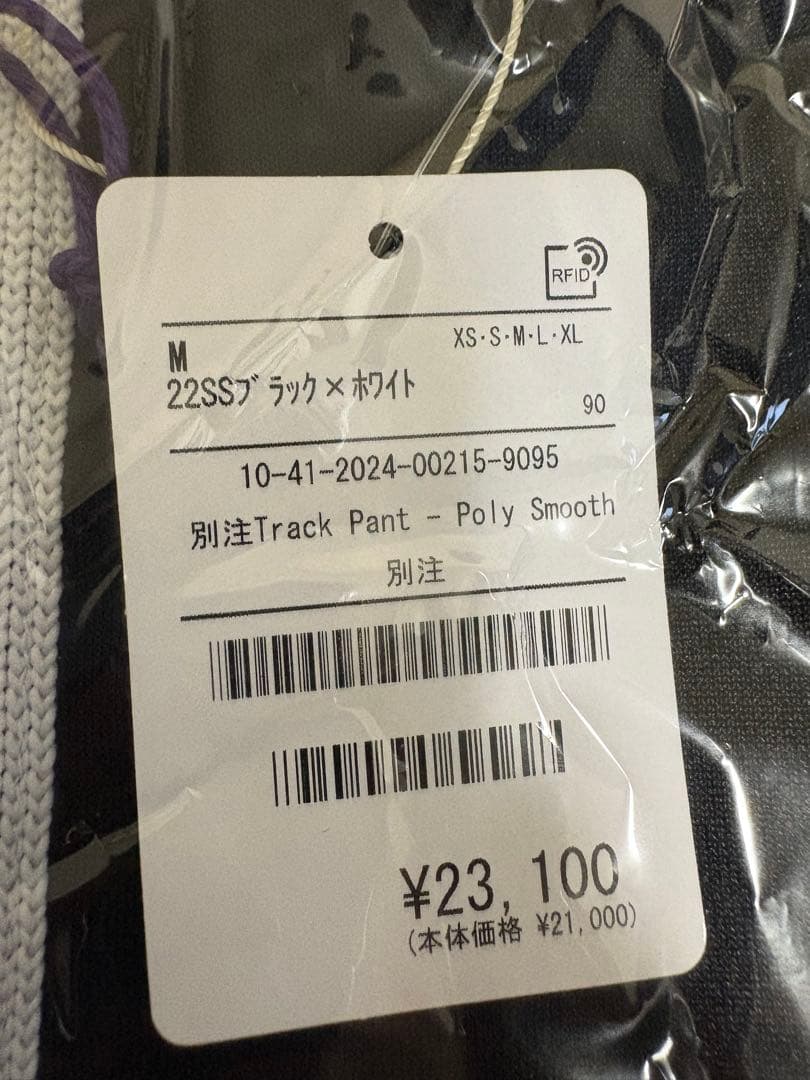 RFID
M
XS·S·M·L·XL
22SSﾌﾞﾗｯｸ×ﾎﾜｲﾄ
90
10-41-2024-00215-9095
別注Track Pant - Poly Smooth
別注
¥23,100
(本体価格 ¥21,000)